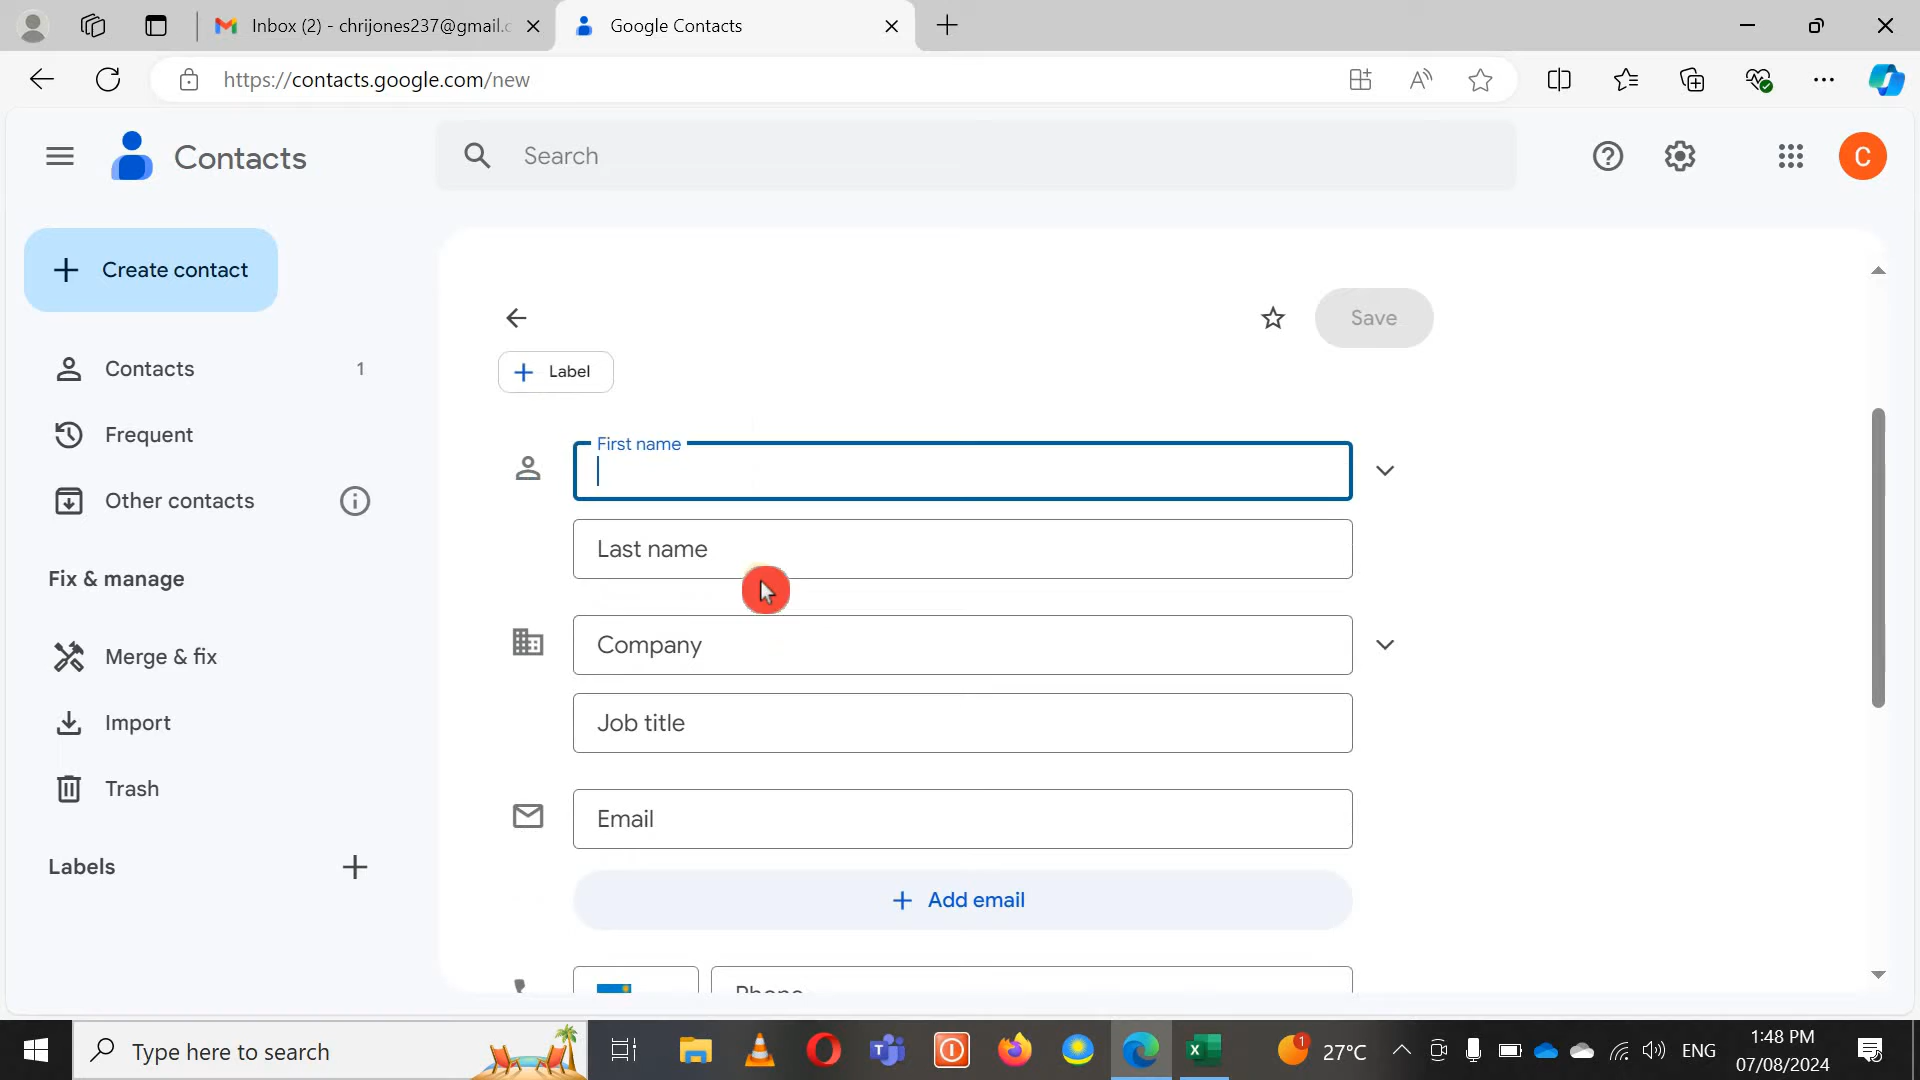 Inbox (2) - chrijones237@gmail.c
Google Contacts
https://contacts.google.com/new
Contacts
Search
C
Create contact
Save
Label
Contacts 1
First name
Frequent
Other contacts
Last name
Fix & manage
Company
Merge & fix
Import
Job title
Trash
Email
Labels
Add email
Phone
Type here to search
1
27°C
ENG
1:48 PM
07/08/2024